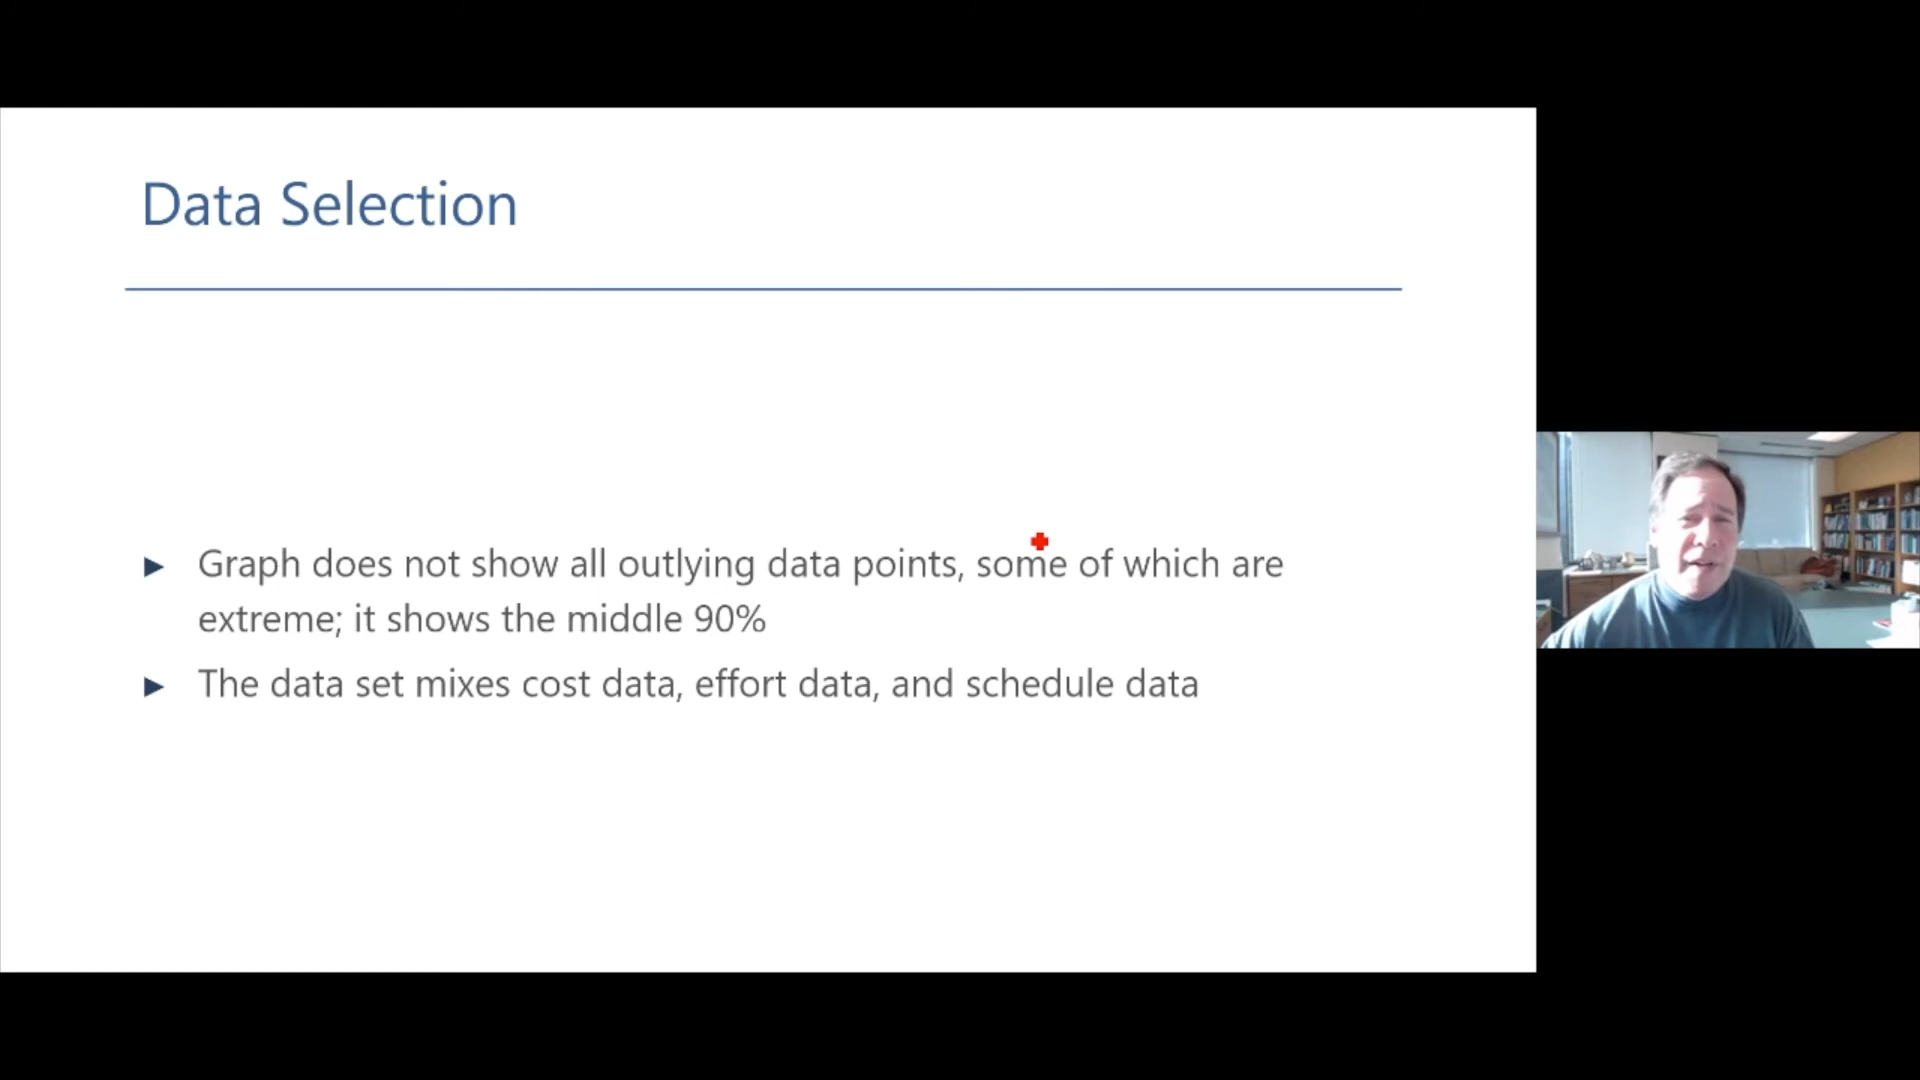 Data Selection
► Graph does not show all outlying data points, some of which are
extreme; it shows the middle 90%
► The data set mixes cost data, effort data, and schedule data